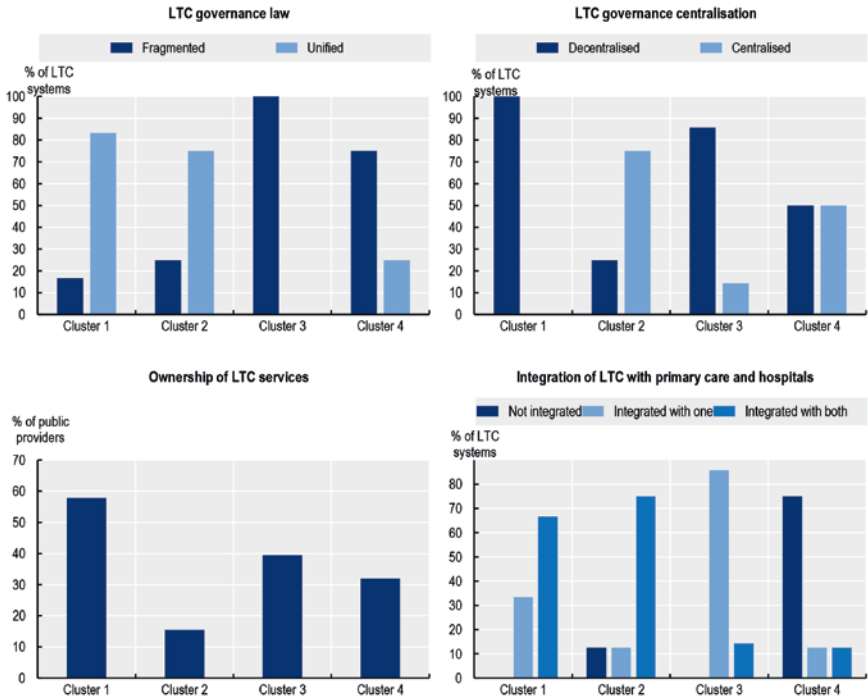 LTC governance law
Fragmented Unified
% of LTC
systems
100
90
80
70
60
50
40
30
20
10
0
Cluster 1 Cluster 2 Cluster 3 Cluster 4
LTC governance centralisation
Decentralised Centralised
% of LTC
systems
100
90
80
70
60
50
40
30
20
10
0
Cluster 1 Cluster 2 Cluster 3 Cluster 4
Ownership of LTC services
% of public
providers
70
60
50
40
30
20
10
0
Cluster 1 Cluster 2 Cluster 3 Cluster 4
Integration of LTC with primary care and hospitals
Not integrated Integrated with one Integrated with both
% of LTC
systems
80
70
60
50
40
30
20
10
0
Cluster 1 Cluster 2 Cluster 3 Cluster 4